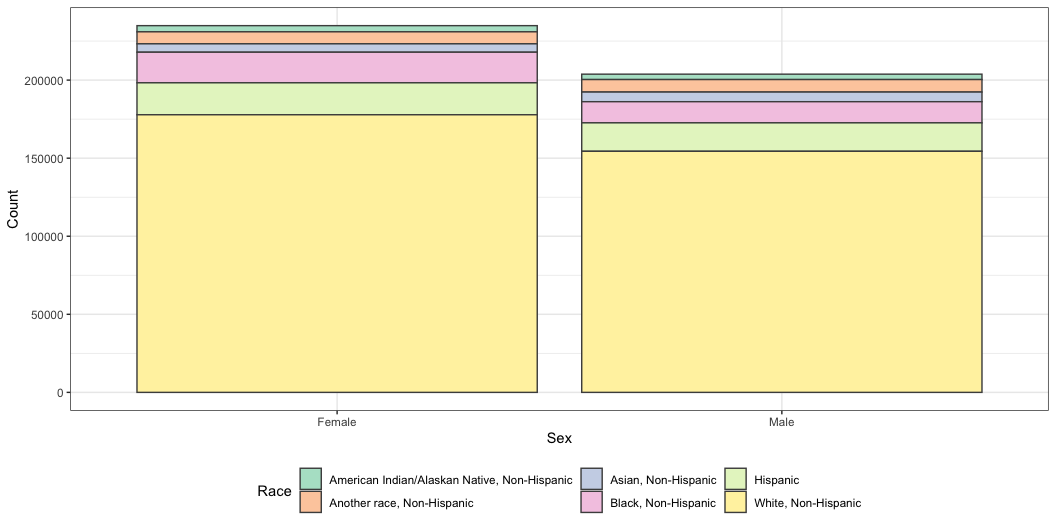 200000
150000
100000
50000
0
Count
Female
Male
Sex
Race
American Indian/Alaskan Native, Non-Hispanic
Asian, Non-Hispanic
Hispanic
Another race, Non-Hispanic
Black, Non-Hispanic
White, Non-Hispanic